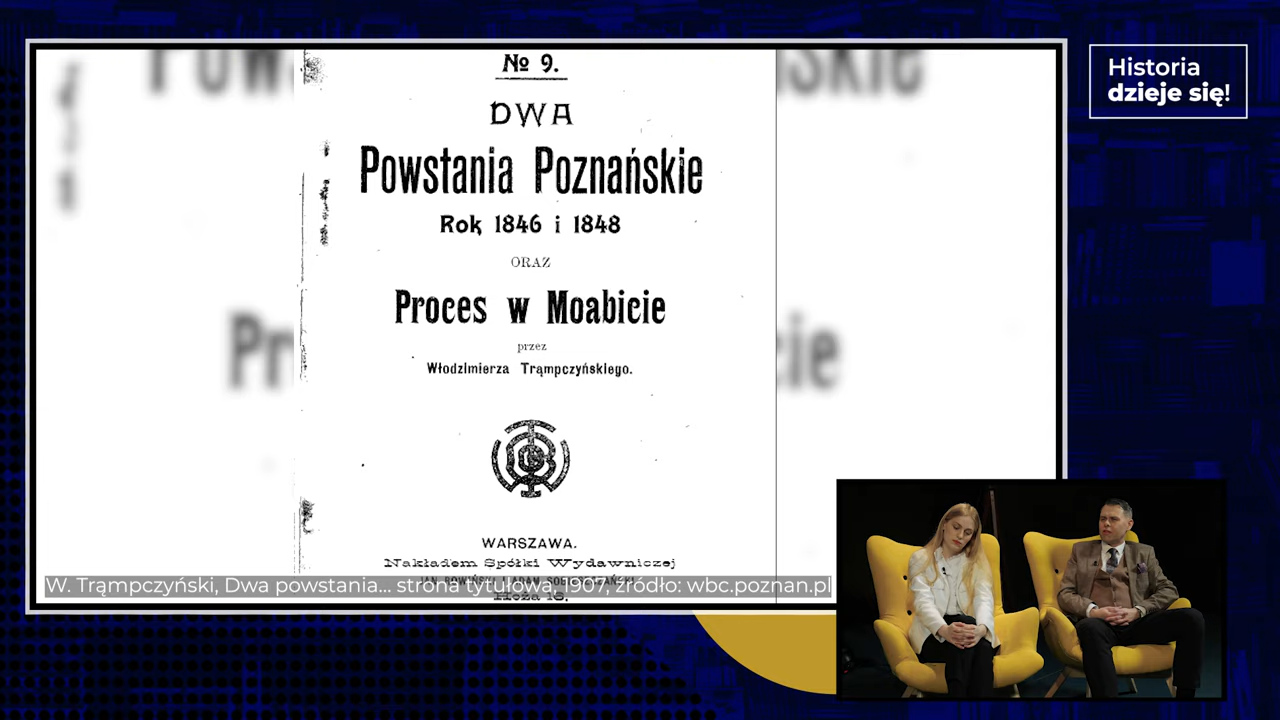 № 9.
DWA
Powstania Poznańskie
Rok 1846 i 1848
ORAZ
Proces w Moabicie
przez
Włodzimierza Trąmpczyńskiego.
WARSZAWA.
Nakładem Spółki Wydawniczej
W. Trąmpczyński, Dwa powstania... strona tytułowa, 1907, źródło: wbc.poznan.pl
Hoża 18.
Historia
dzieje się!